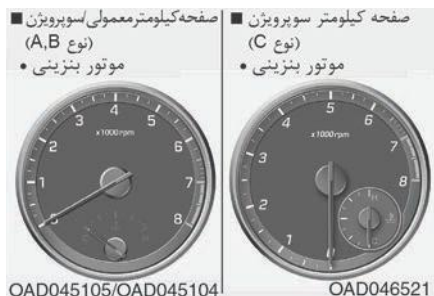 ■ صفحه کیلومتر سوپرویژن
(نوع C)
• موتور بنزینی
5
4
6
3
x1000rpm
7
2
8
1
0
H
C
OAD046521
■ صفحه‌کیلومترمعمولی/سوپرویژن
(نوع A,B)
• موتور بنزینی
4
3
5
x1000rpm
2
6
1
7
8
OAD045105/OAD045104